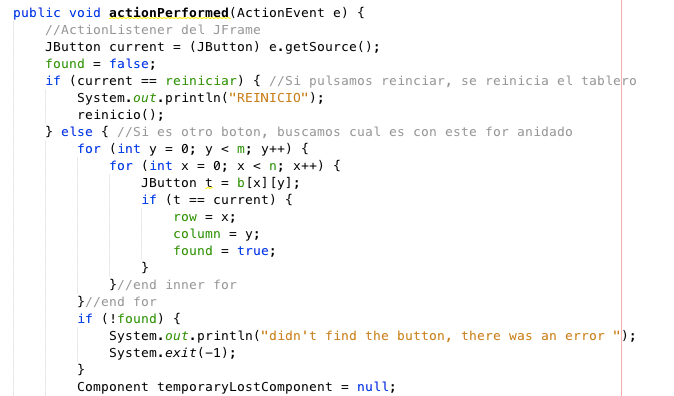 public void actionPerformed(ActionEvent e) {
    //ActionListener del JFrame
    JButton current = (JButton) e.getSource();
    found = false;
    if (current == reiniciar) { //Si pulsamos reinciar, se reinicia el tablero
        System.out.println("REINICIO");
        reinicio();
    } else { //Si es otro boton, buscamos cual es con este for anidado
        for (int y = 0; y < m; y++) {
            for (int x = 0; x < n; x++) {
                JButton t = b[x][y];
                if (t == current) {
                    row = x;
                    column = y;
                    found = true;
                }
            }//end inner for
        }//end for
        if (!found) {
            System.out.println("didn't find the button, there was an error ");
            System.exit(-1);
        }
        Component temporaryLostComponent = null;